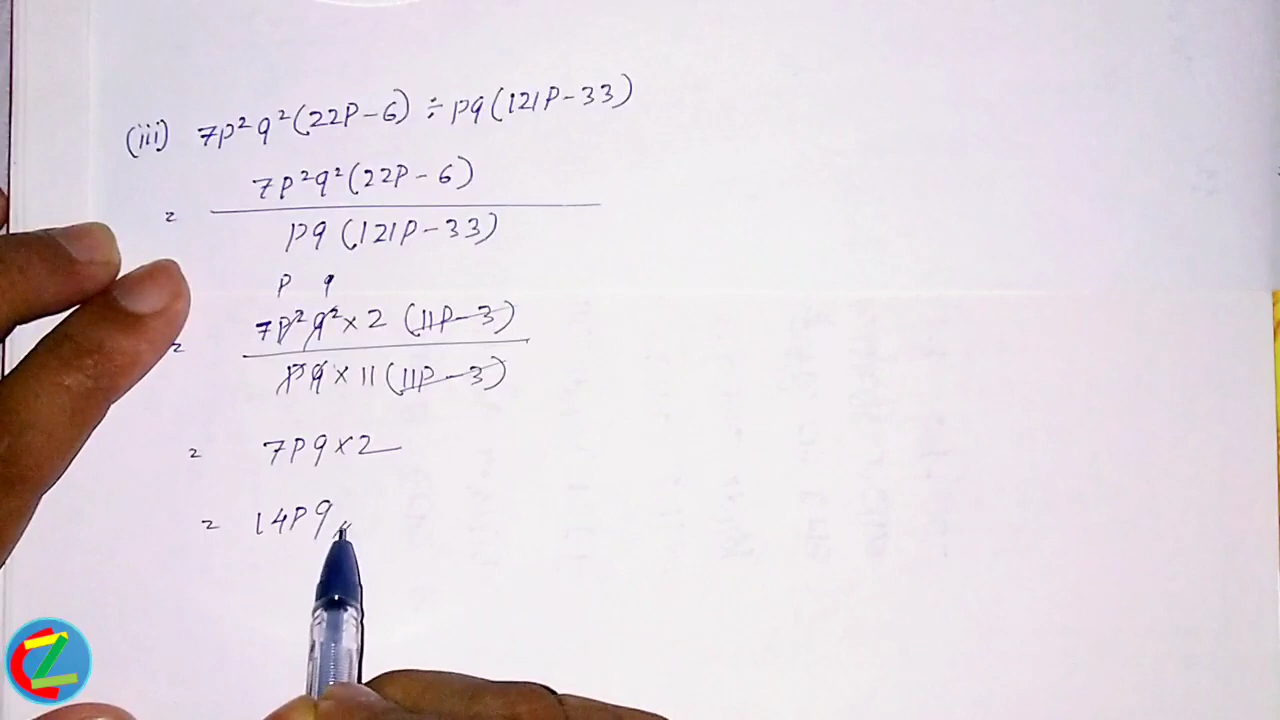 (iii) 7p²q²(22p-6) ÷ pq(121p-33)
= 7p²q²(22p-6)
pq(121p-33)
p q
= 7p²q²×2 (11p-3)
pq×11(11p-3)
= 7pq×2
= 14pq